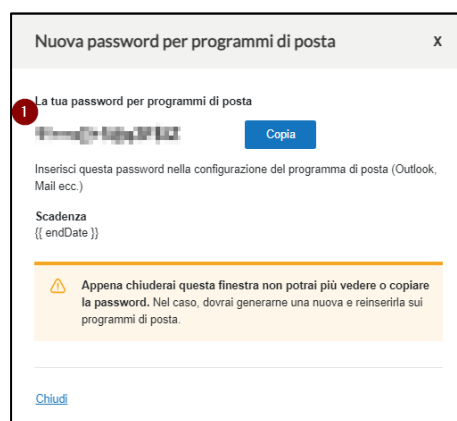 Nuova password per programmi di posta
x
La tua password per programmi di posta
1
Copia
Inserisci questa password nella configurazione del programma di posta (Outlook,
Mail ecc.)
Scadenza
{{ endDate }}
Appena chiuderai questa finestra non potrai più vedere o copiare
la password. Nel caso, dovrai generarne una nuova e reinserirla sui
programmi di posta.
Chiudi